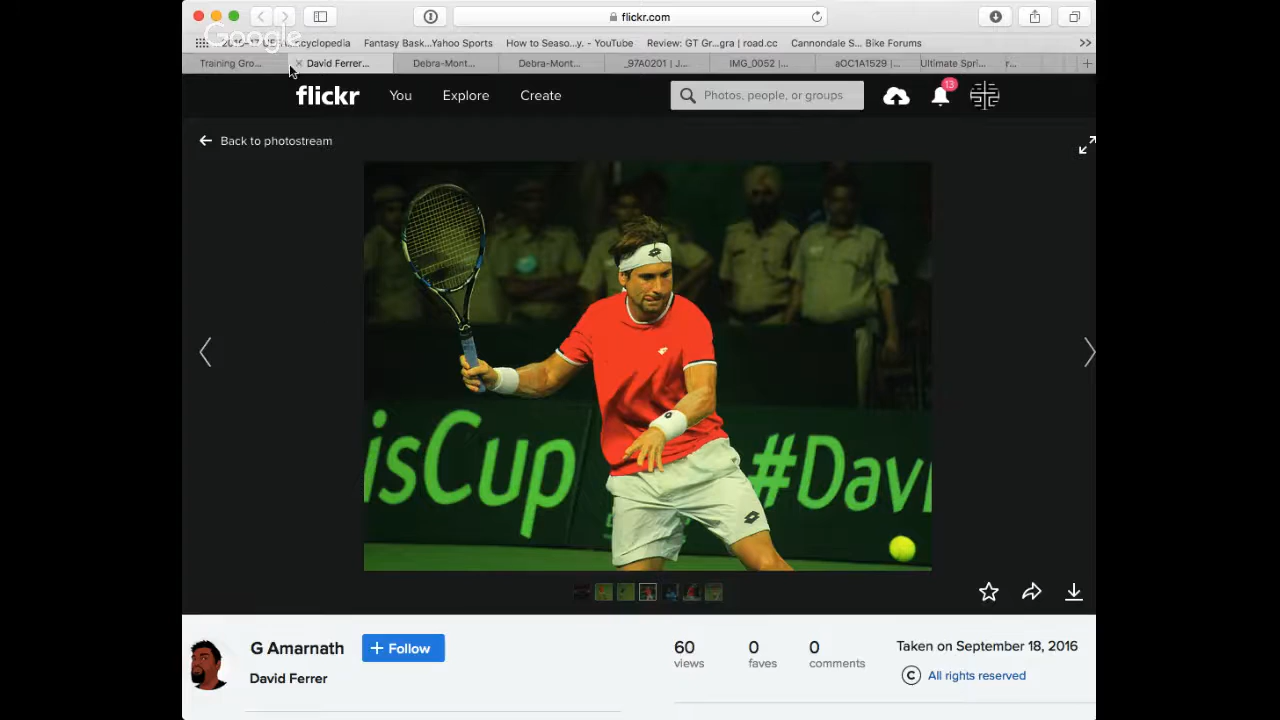 flickr.com
Google
2016-17 UF Encyclopedia Fantasy Bask...Yahoo Sports How to Seaso...y. - YouTube Review: GT Gr...gra | road.cc Cannondale S... Bike Forums
Training Gro... David Ferrer... Debra-Mont... Debra-Mont... _97A0201 | J... IMG_0052 |... aOC1A1529 |... Ultimate Spri... r...
flickr You Explore Create Photos, people, or groups 13
Back to photostream
isCup #Davi
G Amarnath + Follow
David Ferrer
60 views
0 faves
0 comments
Taken on September 18, 2016
© All rights reserved